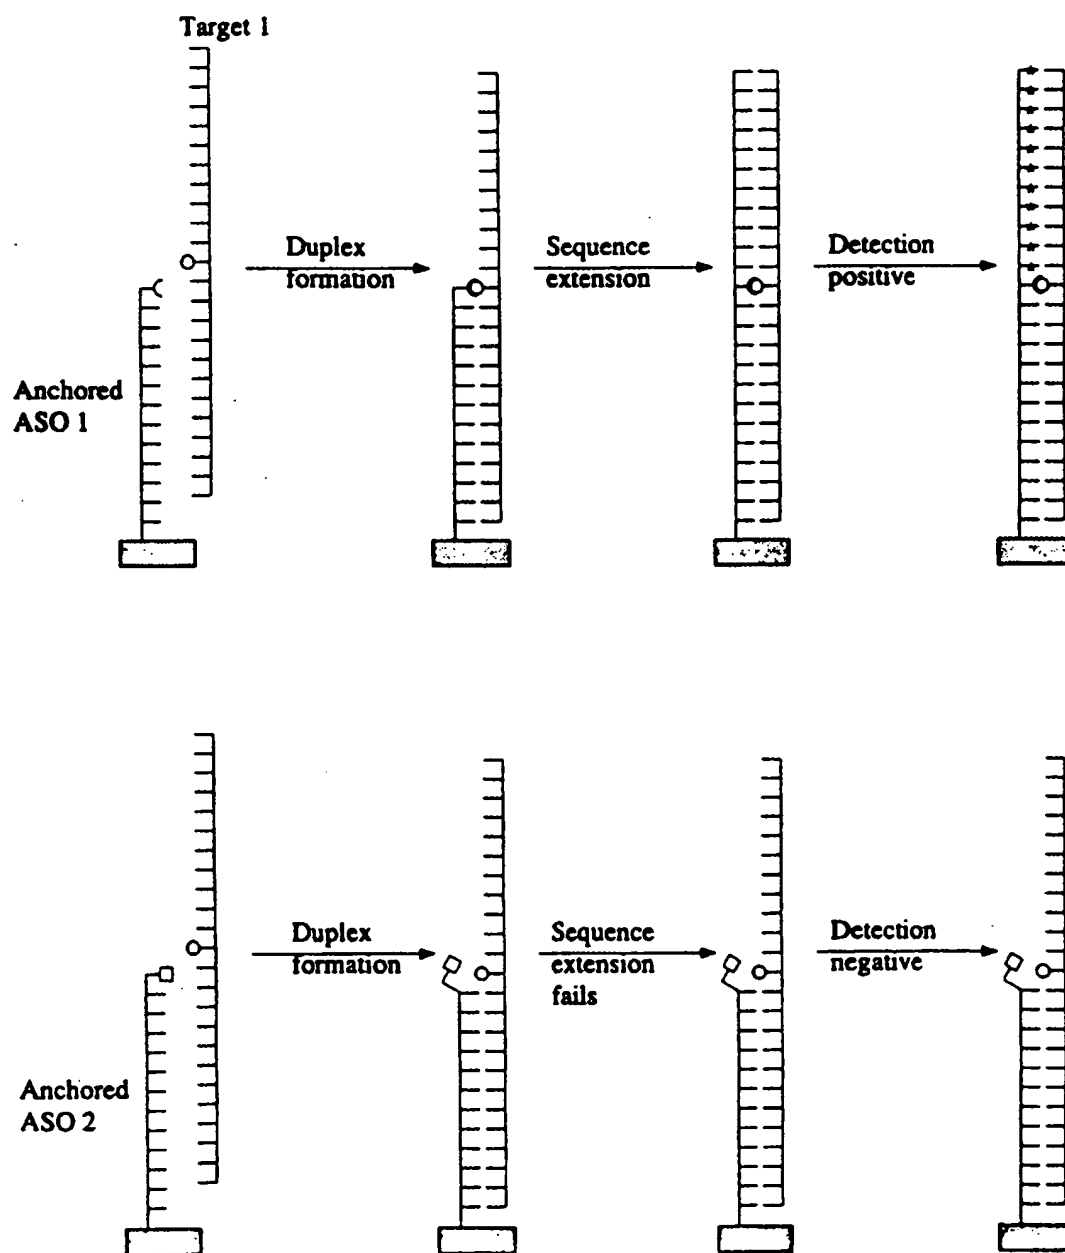 Target 1
Duplex
formation
Sequence
extension
Detection
positive
Anchored
ASO 1
Duplex
formation
Sequence
extension
fails
Detection
negative
Anchored
ASO 2